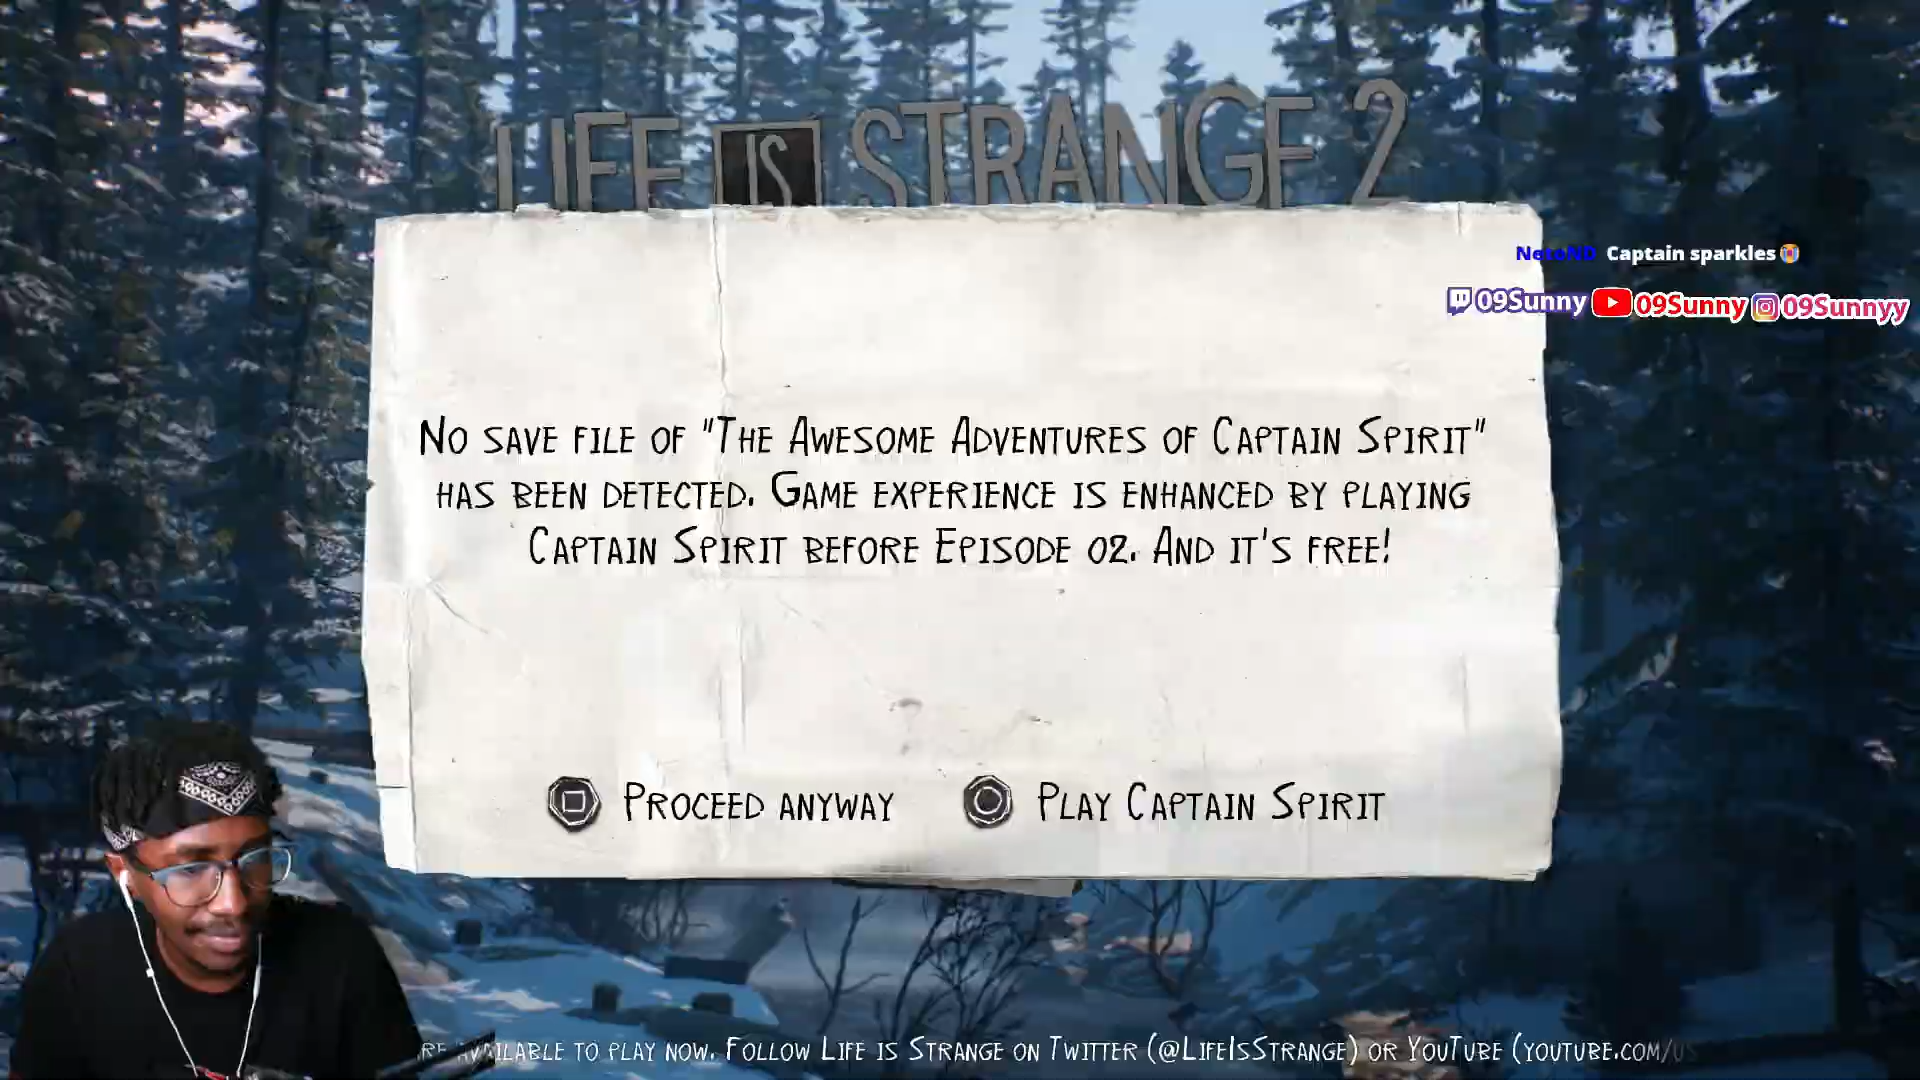 LIFE IS STRANGE 2
NetoND Captain sparkles
09Sunny 09Sunny 09Sunnyy
NO SAVE FILE OF "THE AWESOME ADVENTURES OF CAPTAIN SPIRIT"
HAS BEEN DETECTED. GAME EXPERIENCE IS ENHANCED BY PLAYING
CAPTAIN SPIRIT BEFORE EPISODE 02. AND IT'S FREE!
PROCEED ANYWAY PLAY CAPTAIN SPIRIT
AVAILABLE TO PLAY NOW. FOLLOW LIFE IS STRANGE ON TWITTER (@LIFEISSTRANGE) OR YOUTUBE (YOUTUBE.COM/US